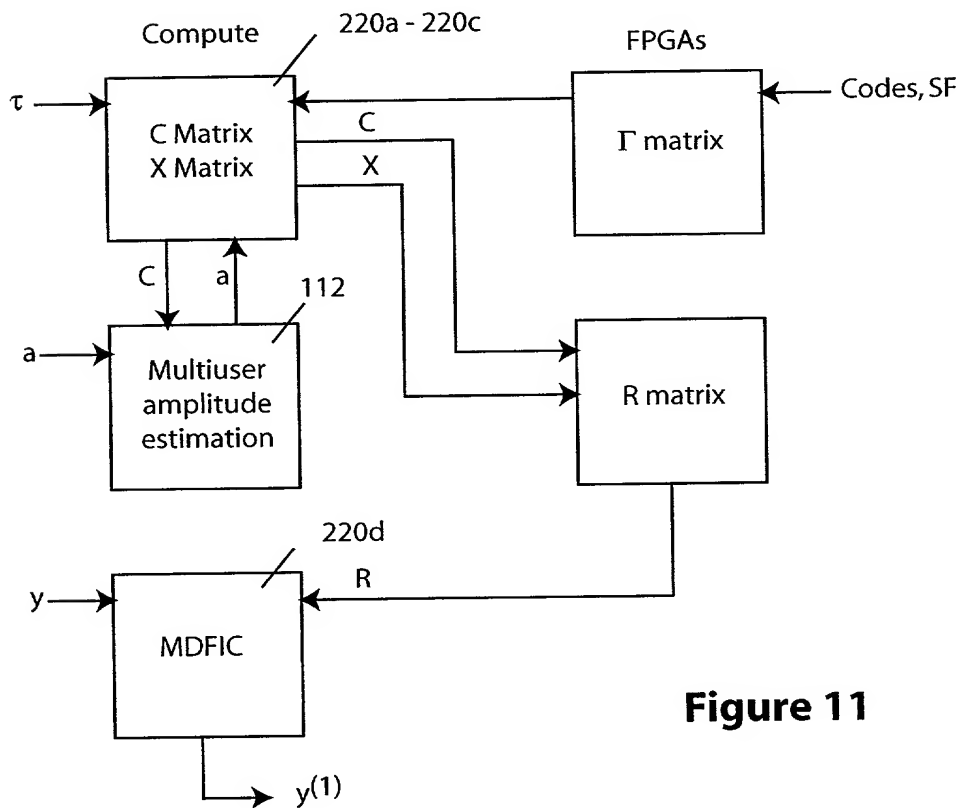 Compute
220a - 220c
FPGAs
τ
C Matrix
X Matrix
C
X
Γ matrix
Codes, SF
C
a
112
a
Multiuser
amplitude
estimation
R matrix
220d
R
y
MDFIC
Figure 11
y(1)